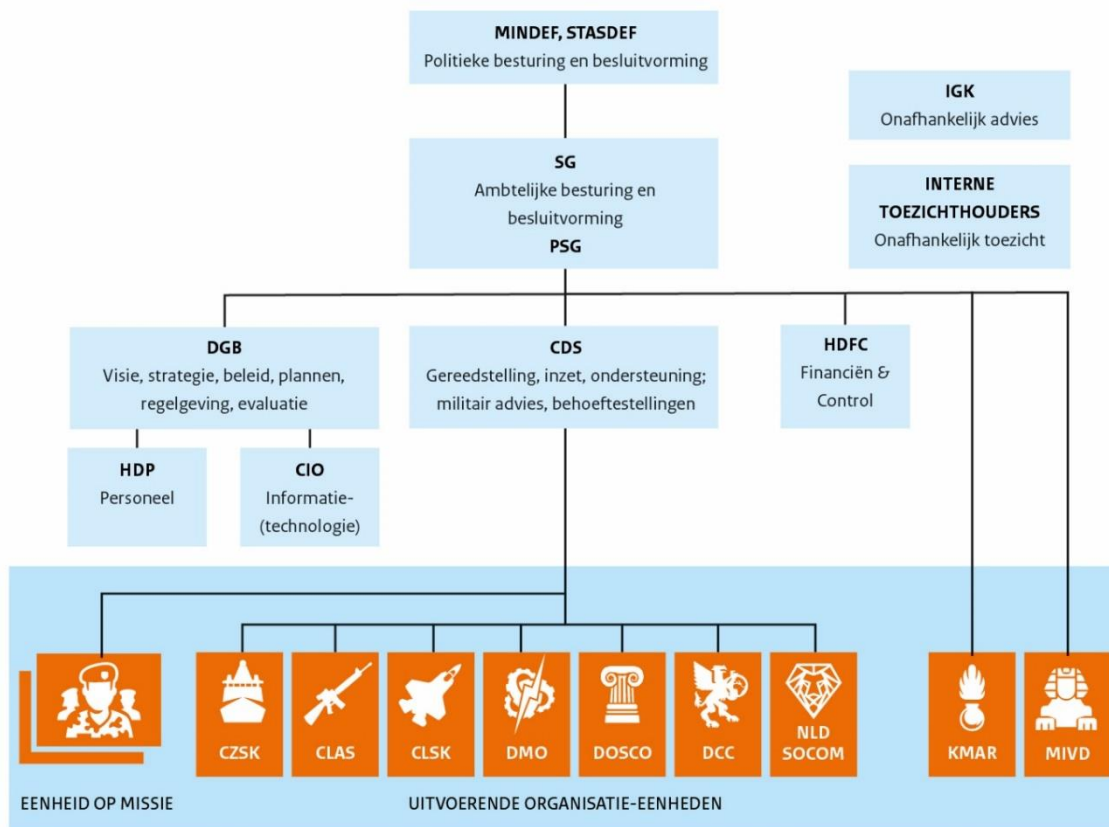 MINDEF, STASDEF
Politieke besturing en besluitvorming
IGK
Onafhankelijk advies
SG
Ambtelijke besturing en
besluitvorming
PSG
INTERNE
TOEZICHTHOUDERS
Onafhankelijk toezicht
DGB
Visie, strategie, beleid, plannen,
regelgeving, evaluatie
CDS
Gereedstelling, inzet, ondersteuning;
militair advies, behoeftestellingen
HDFC
Financiën &
Control
HDP
Personeel
CIO
Informatie-
(technologie)
CZSK
CLAS
CLSK
DMO
DOSCO
DCC
NLD
SOCOM
KMAR
MIVD
EENHEID OP MISSIE
UITVOERENDE ORGANISATIE-EENHEDEN